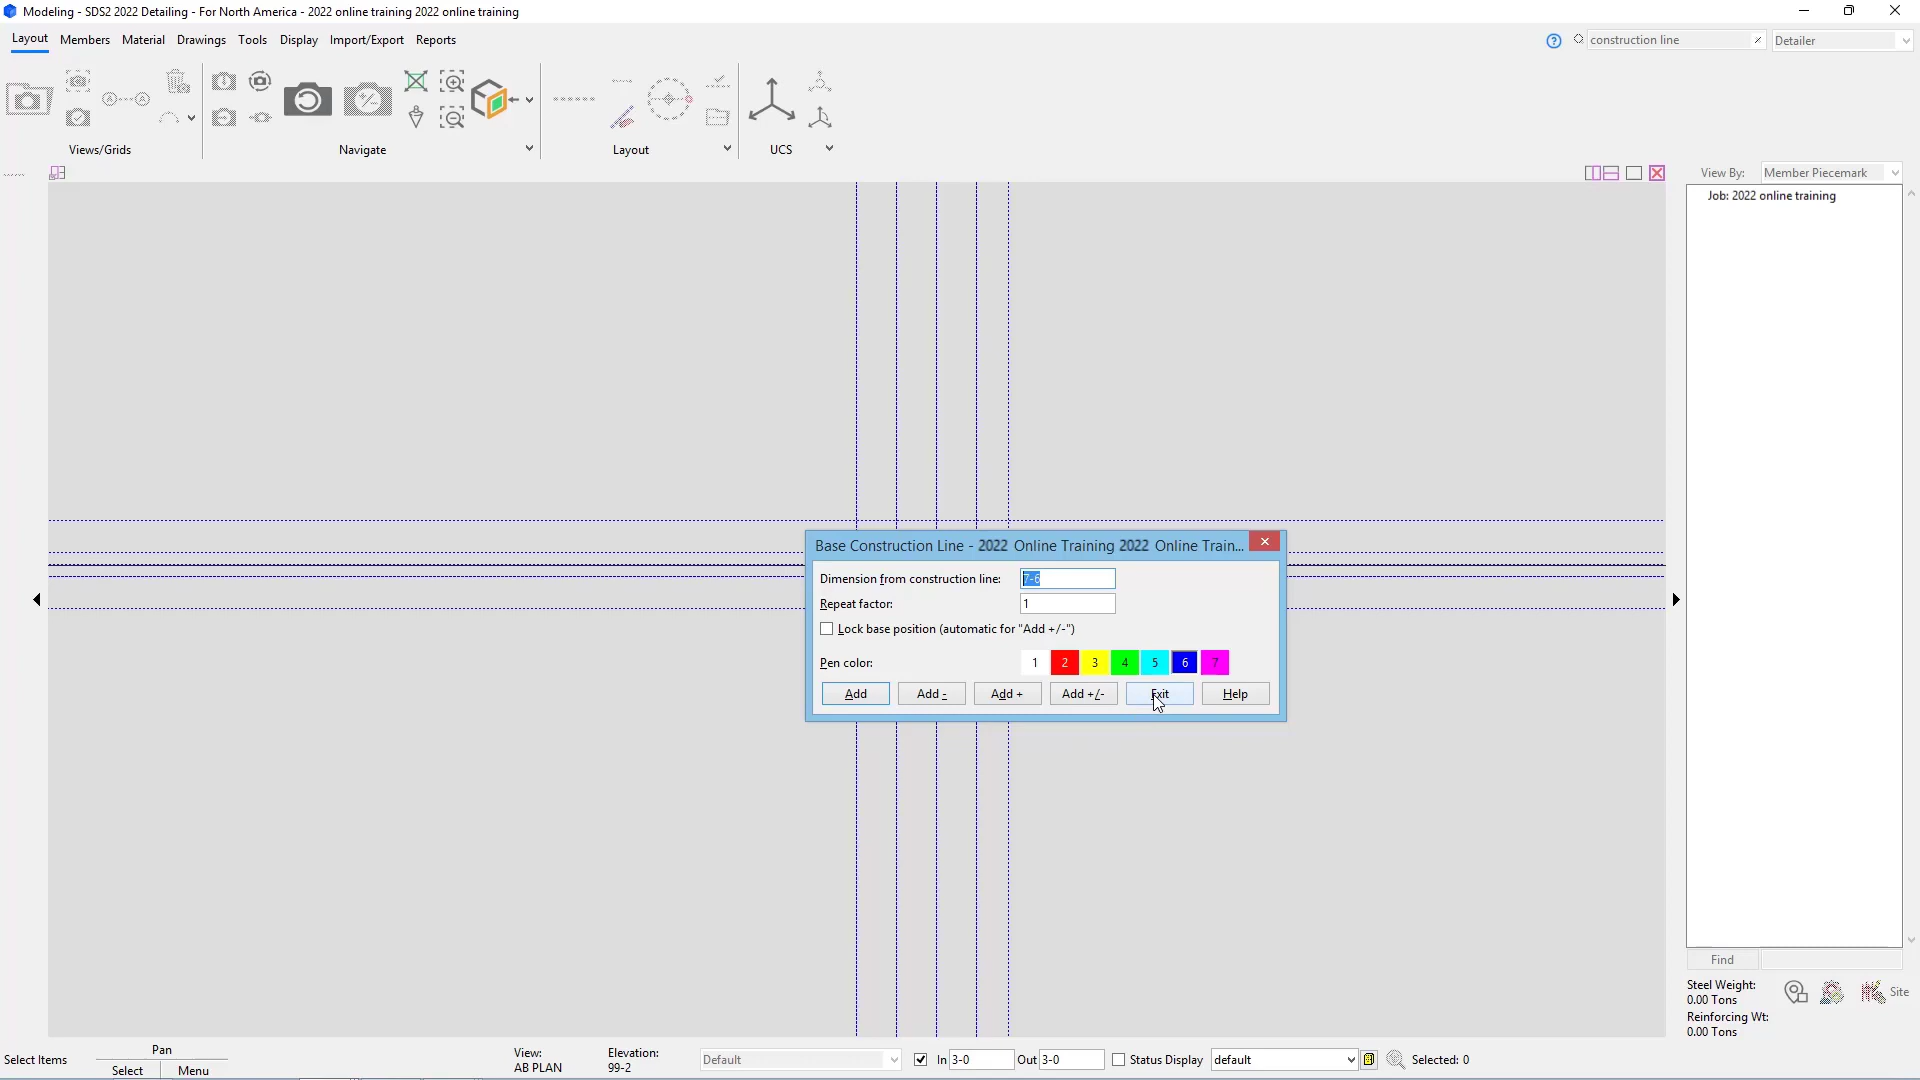 Modeling - SDS2 2022 Detailing - For North America - 2022 online training 2022 online training
Layout Members Material Drawings Tools Display Import/Export Reports
construction line
Detailer
Views/Grids
Navigate
Layout
UCS
View By: Member Piecemark
Job: 2022 online training
Base Construction Line - 2022 Online Training 2022 Online Train...
Dimension from construction line: 7-6
Repeat factor: 1
Lock base position (automatic for "Add +/-")
Pen color: 1 2 3 4 5 6 7
Add Add - Add + Add +/- Exit Help
Find
Steel Weight:
0.00 Tons
Reinforcing Wt:
0.00 Tons
Site
Select Items
Pan
Select Menu
View:
AB PLAN
Elevation:
99-2
Default
In 3-0 Out 3-0 Status Display default Selected: 0